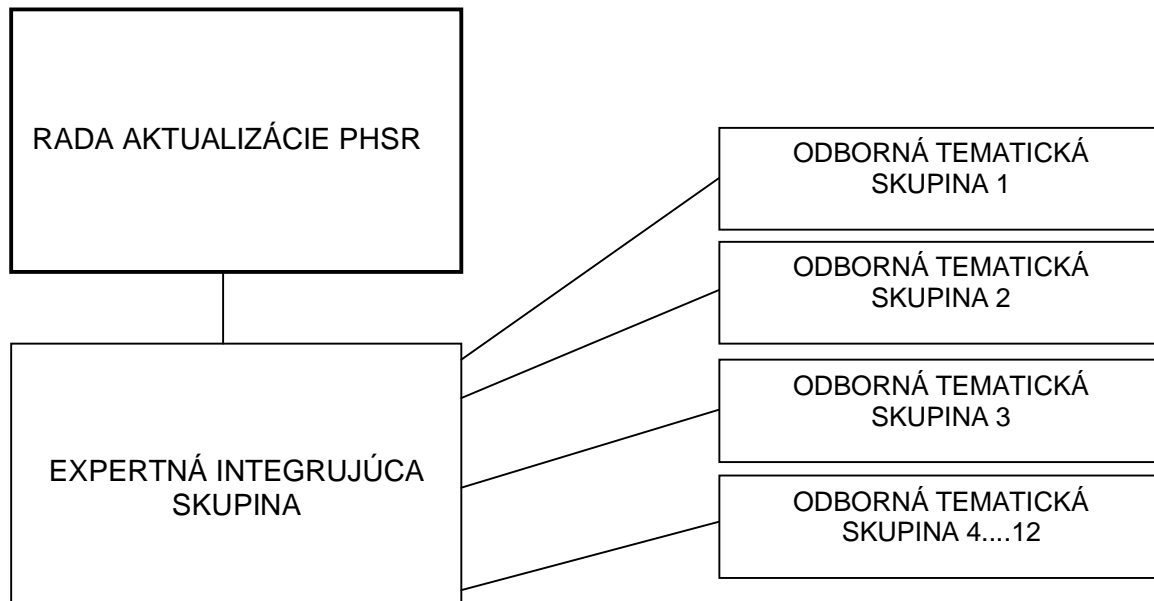 RADA AKTUALIZÁCIE PHSR
EXPERTNÁ INTEGRUJÚCA
SKUPINA
ODBORNÁ TEMATICKÁ
SKUPINA 1
ODBORNÁ TEMATICKÁ
SKUPINA 2
ODBORNÁ TEMATICKÁ
SKUPINA 3
ODBORNÁ TEMATICKÁ
SKUPINA 4....12